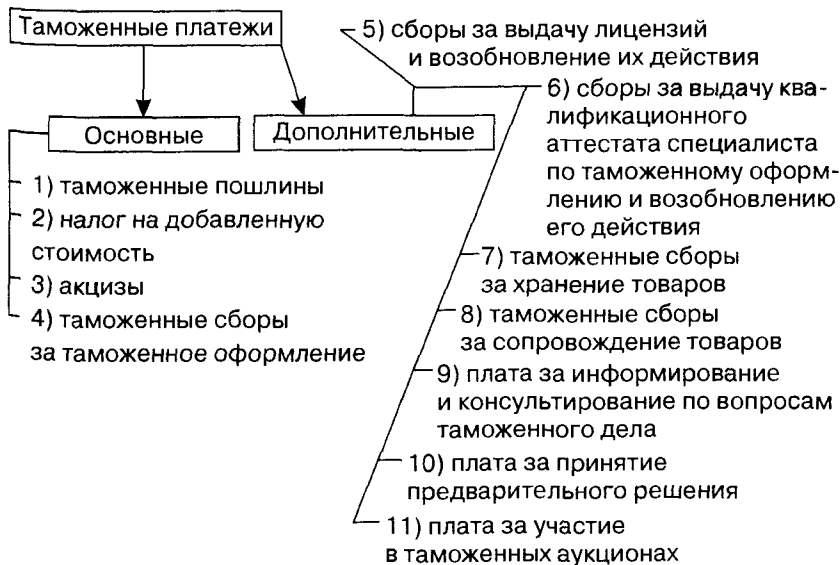 Таможенные платежи
Основные
1) таможенные пошлины
2) налог на добавленную
стоимость
3) акцизы
4) таможенные сборы
за таможенное оформление
Дополнительные
5) сборы за выдачу лицензий
и возобновление их действия
6) сборы за выдачу ква-
лификационного
аттестата специалиста
по таможенному оформ-
лению и возобновлению
его действия
7) таможенные сборы
за хранение товаров
8) таможенные сборы
за сопровождение товаров
9) плата за информирование
и консультирование по вопросам
таможенного дела
10) плата за принятие
предварительного решения
11) плата за участие
в таможенных аукционах